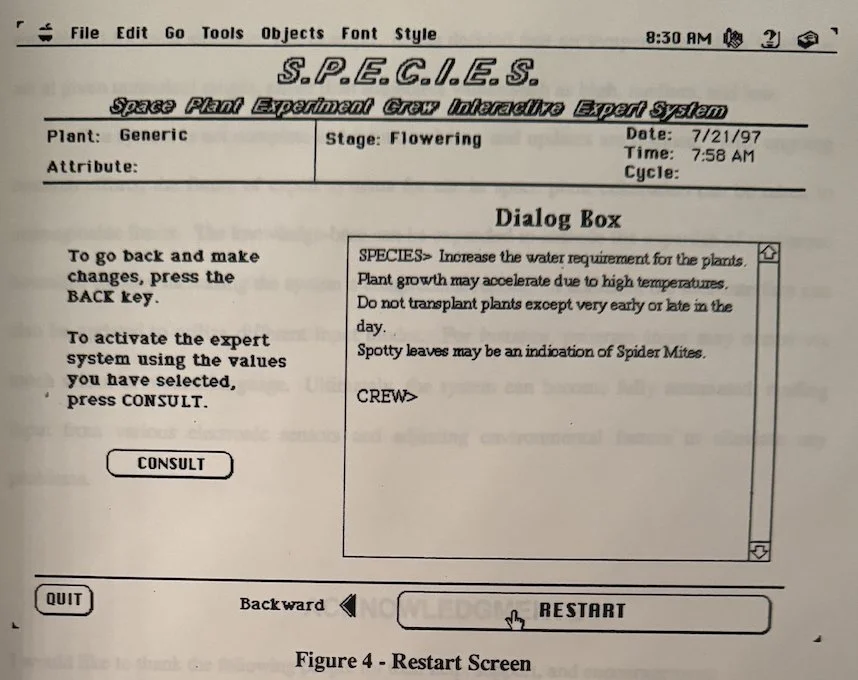 File Edit Go Tools Objects Font Style 8:30 AM
S.P.E.C.I.E.S.
Space Plant Experiment Crew Interactive Expert System
Plant: Generic
Attribute:
Stage: Flowering
Date: 7/21/97
Time: 7:58 AM
Cycle:
Dialog Box
To go back and make
changes, press the
BACK key.
To activate the expert
system using the values
you have selected,
press CONSULT.
CONSULT
SPECIES> Increase the water requirement for the plants.
Plant growth may accelerate due to high temperatures.
Do not transplant plants except very early or late in the
day.
Spotty leaves may be an indication of Spider Mites.
CREW>
QUIT
Backward
RESTART
Figure 4 - Restart Screen